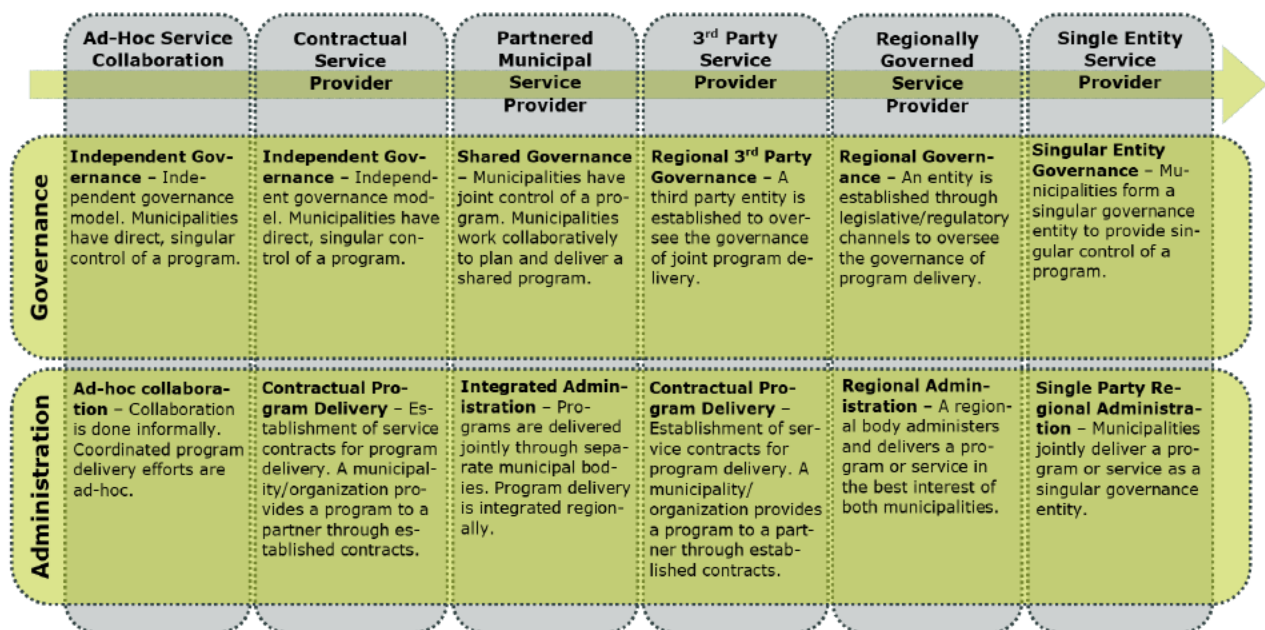 Ad-Hoc Service
Collaboration
Contractual
Service
Provider
Partnered
Municipal
Service
Provider
3rd Party
Service
Provider
Regionally
Governed
Service
Provider
Single Entity
Service
Provider
Governance
Independent Gov-
ernance – Inde-
pendent governance
model. Municipalities
have direct, singular
control of a program.
Independent Gov-
ernance – Independ-
ent governance mod-
el. Municipalities have
direct, singular con-
trol of a program.
Shared Governance
– Municipalities have
joint control of a pro-
gram. Municipalities
work collaboratively
to plan and deliver a
shared program.
Regional 3rd Party
Governance – A
third party entity is
established to over-
see the governance
of joint program de-
livery.
Regional Govern-
ance – An entity is
established through
legislative/regulatory
channels to oversee
the governance of
program delivery.
Singular Entity
Governance – Mu-
nicipalities form a
singular governance
entity to provide sin-
gular control of a
program.
Administration
Ad-hoc collabora-
tion – Collaboration
is done informally.
Coordinated program
delivery efforts are
ad-hoc.
Contractual Pro-
gram Delivery – Es-
tablishment of service
contracts for program
delivery. A municipal-
ity/organization pro-
vides a program to a
partner through es-
tablished contracts.
Integrated Admin-
istration – Pro-
grams are delivered
jointly through sepa-
rate municipal bod-
ies. Program delivery
is integrated region-
ally.
Contractual Pro-
gram Delivery –
Establishment of ser-
vice contracts for
program delivery. A
municipality/
organization provides
a program to a part-
ner through estab-
lished contracts.
Regional Admin-
istration – A region-
al body administers
and delivers a
program or service in
the best interest of
both municipalities.
Single Party Re-
gional Administra-
tion – Municipalities
jointly deliver a pro-
gram or service as a
singular governance
entity.